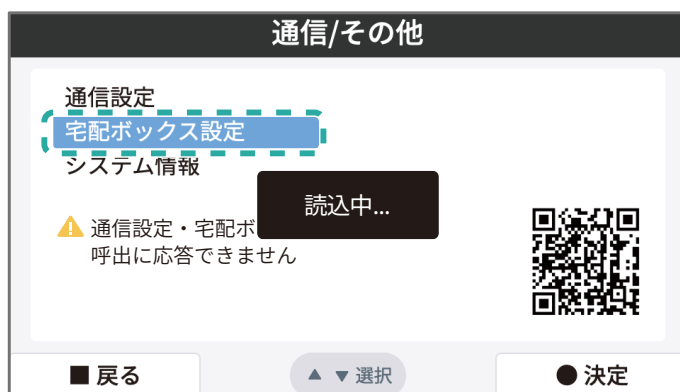 通信/その他
通信設定
宅配ボックス設定
システム情報
読込中...
通信設定・宅配ボ
呼出に応答できません
■ 戻る
▲ ▼ 選択
● 決定